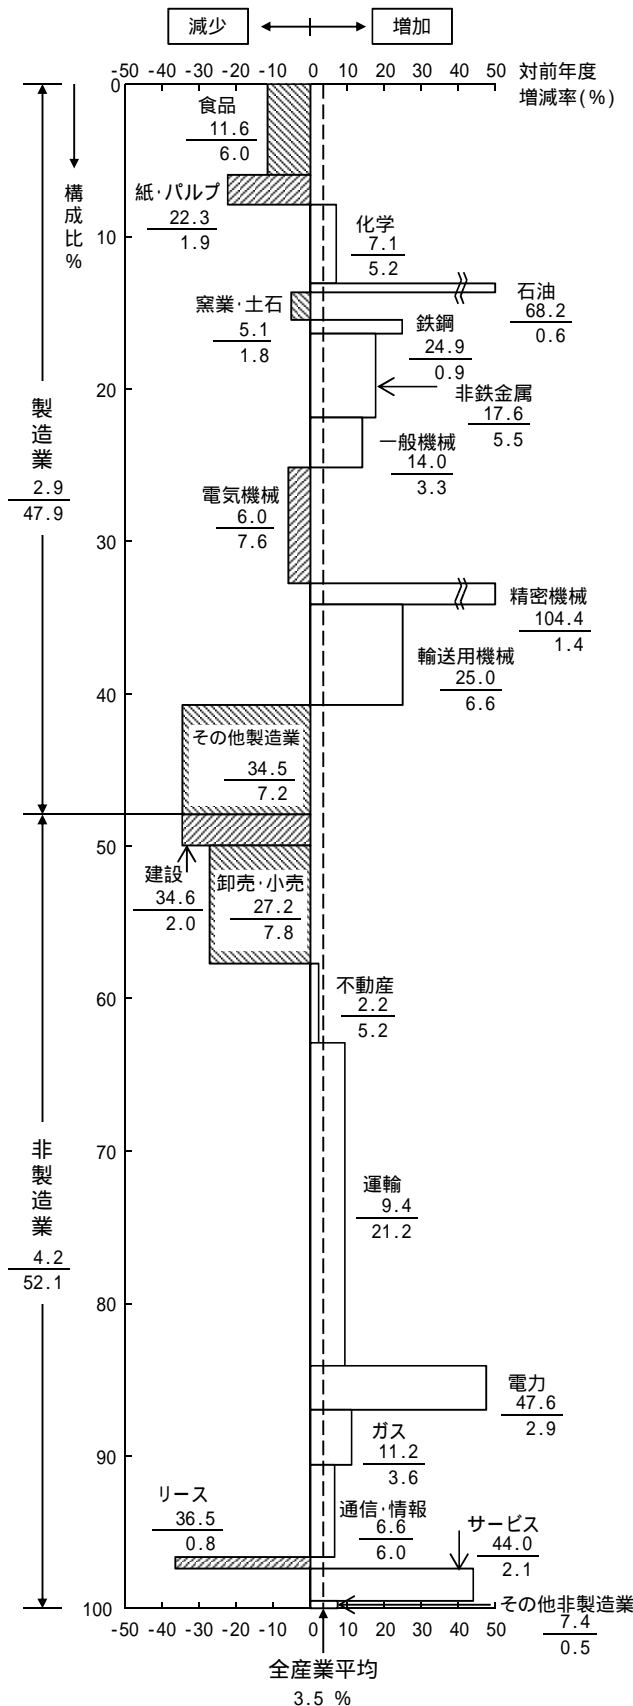 減少 増加
-50 -40 -30 -20 -10 0 10 20 30 40 50 対前年度
増減率(%)
0
構成比%
食品
11.6
6.0
紙・パルプ
22.3
1.9
10
化学
7.1
5.2
石油
68.2
0.6
窯業・土石
5.1
1.8
鉄鋼
24.9
0.9
20
非鉄金属
17.6
5.5
製造業
2.9
47.9
一般機械
14.0
3.3
電気機械
6.0
7.6
30
精密機械
104.4
1.4
輸送用機械
25.0
6.6
40
その他製造業
34.5
7.2
50
建設
34.6
2.0
卸売・小売
27.2
7.8
不動産
2.2
5.2
60
70
非製造業
4.2
52.1
運輸
9.4
21.2
80
電力
47.6
2.9
ガス
11.2
3.6
90
リース
36.5
0.8
通信・情報
6.6
6.0
サービス
44.0
2.1
その他非製造業
7.4
0.5
100
-50 -40 -30 -20 -10 0 10 20 30 40 50
全産業平均
3.5 %